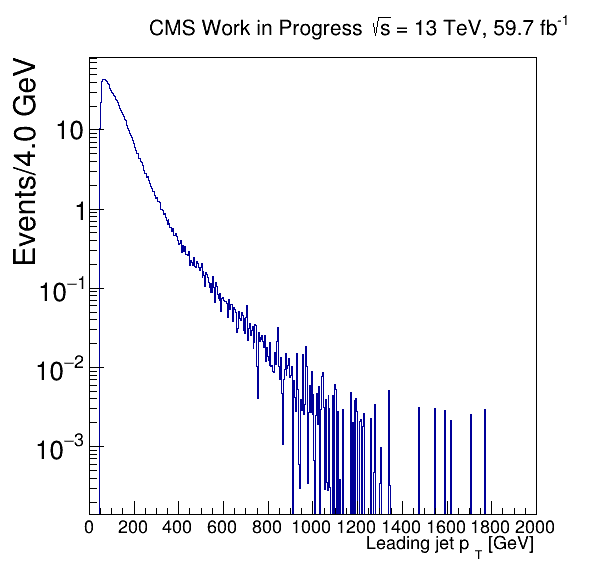 CMS Work in Progress √s = 13 TeV, 59.7 fb⁻¹
Events/4.0 GeV
10
1
10⁻¹
10⁻²
10⁻³
0 200 400 600 800 1000 1200 1400 1600 1800 2000
Leading jet p_T [GeV]